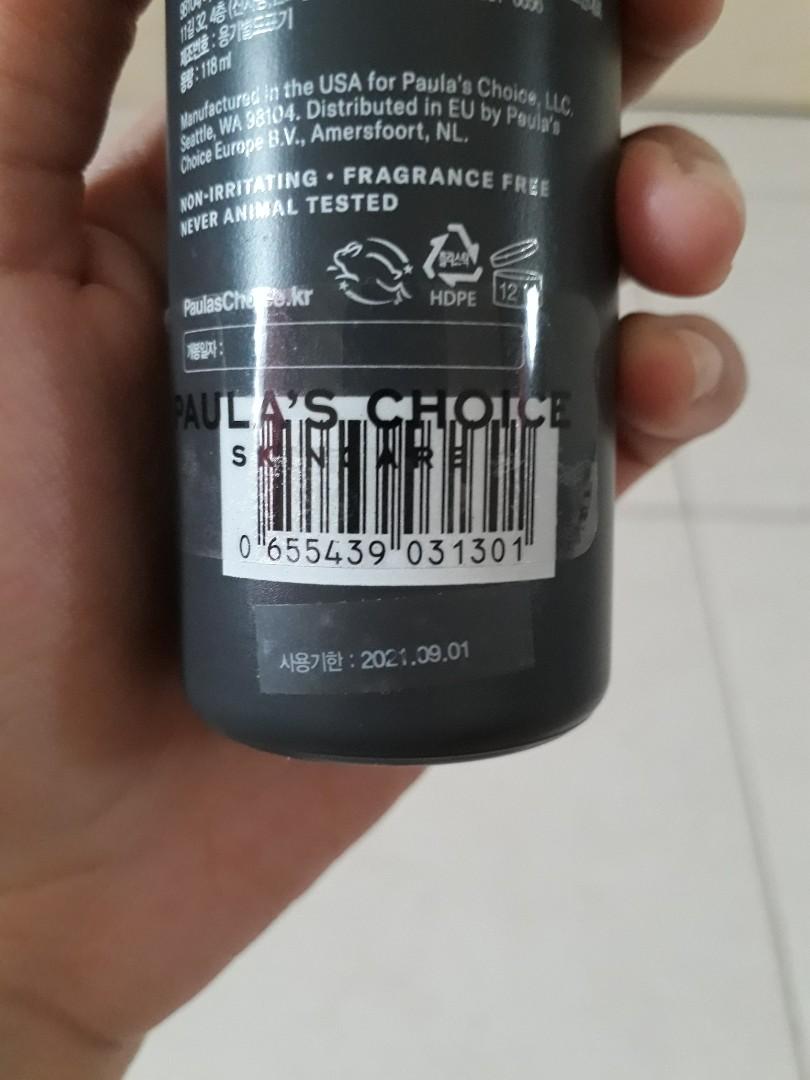 11길 32, 4층
제조번호 : 용기별도표기
용량 : 118 ml
Manufactured in the USA for Paula's Choice, LLC.
Seattle, WA 98104. Distributed in EU by Paula's
Choice Europe B.V., Amersfoort, NL.
NON-IRRITATING • FRAGRANCE FREE
NEVER ANIMAL TESTED
플라스틱
HDPE
12 M
PaulasChoice.kr
개봉일자 :
PAULA'S CHOICE
SKINCARE
0 655439 031301
사용기한 : 2021.09.01